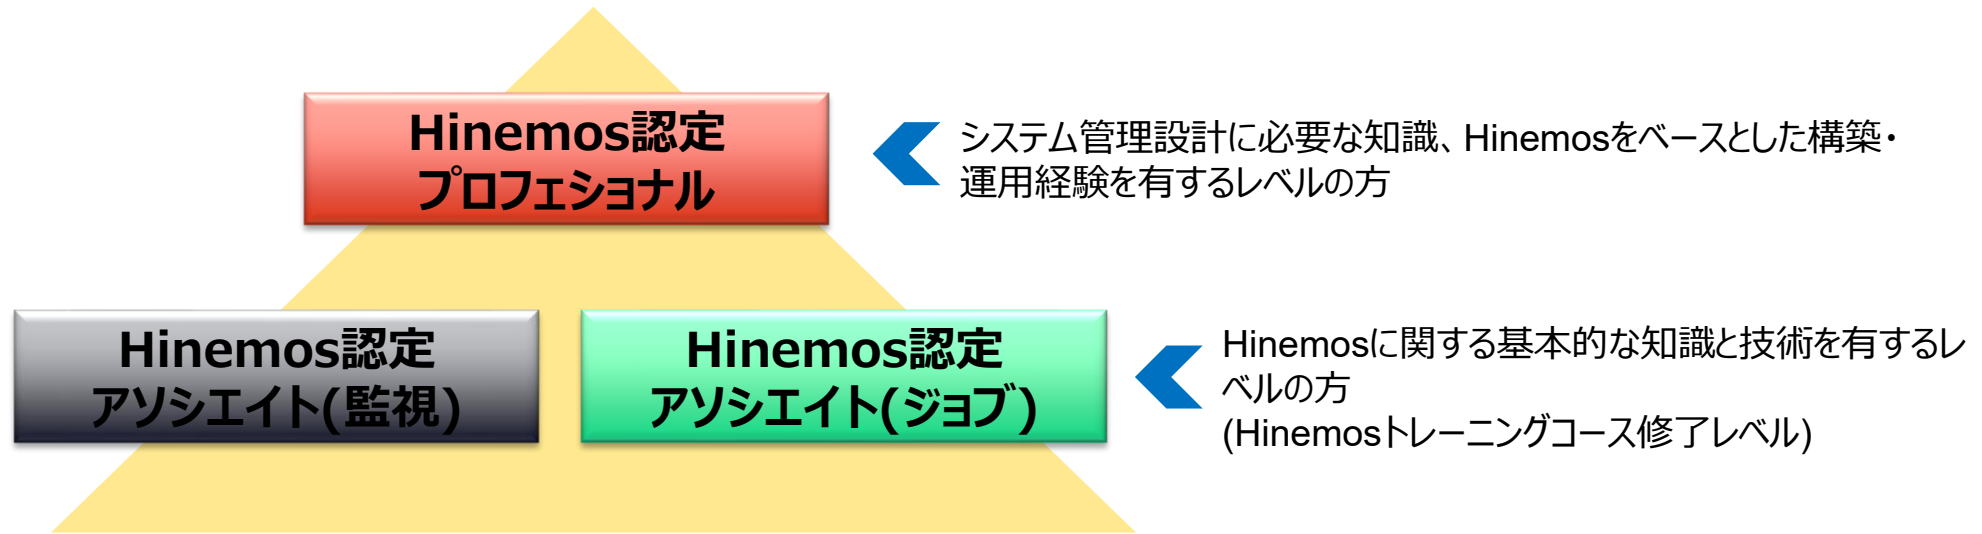 Hinemos認定
プロフェショナル
システム管理設計に必要な知識、Hinemosをベースとした構築・
運用経験を有するレベルの方
Hinemos認定
アソシエイト(監視)
Hinemos認定
アソシエイト(ジョブ)
Hinemosに関する基本的な知識と技術を有するレ
ベルの方
(Hinemosトレーニングコース修了レベル)